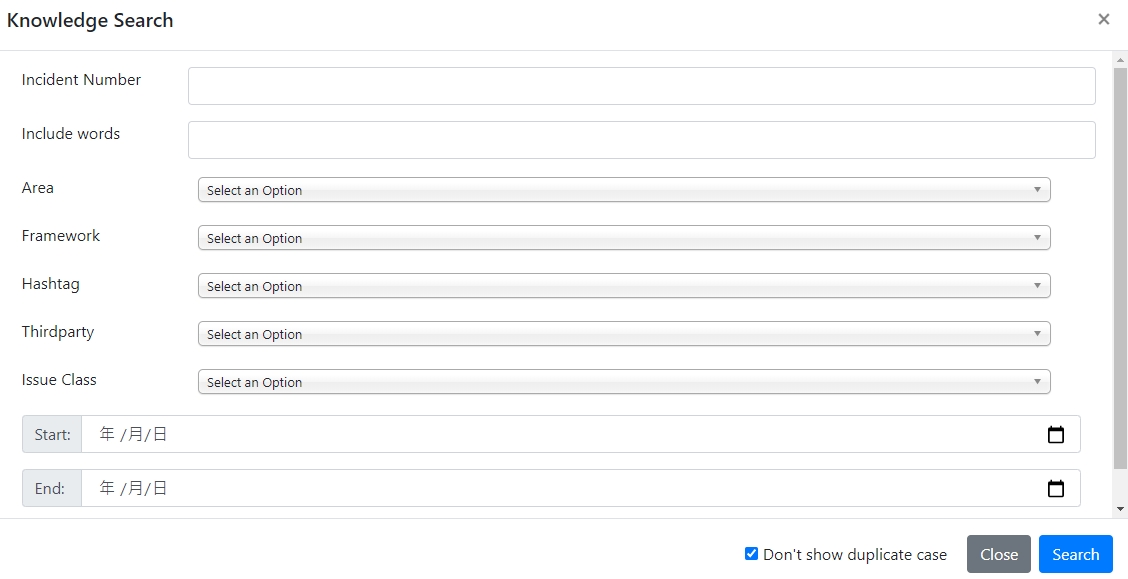 Knowledge Search ×
Incident Number
Include words
Area Select an Option
Framework Select an Option
Hashtag Select an Option
Thirdparty Select an Option
Issue Class Select an Option
Start: 年 /月/日
End: 年 /月/日
Don't show duplicate case Close Search